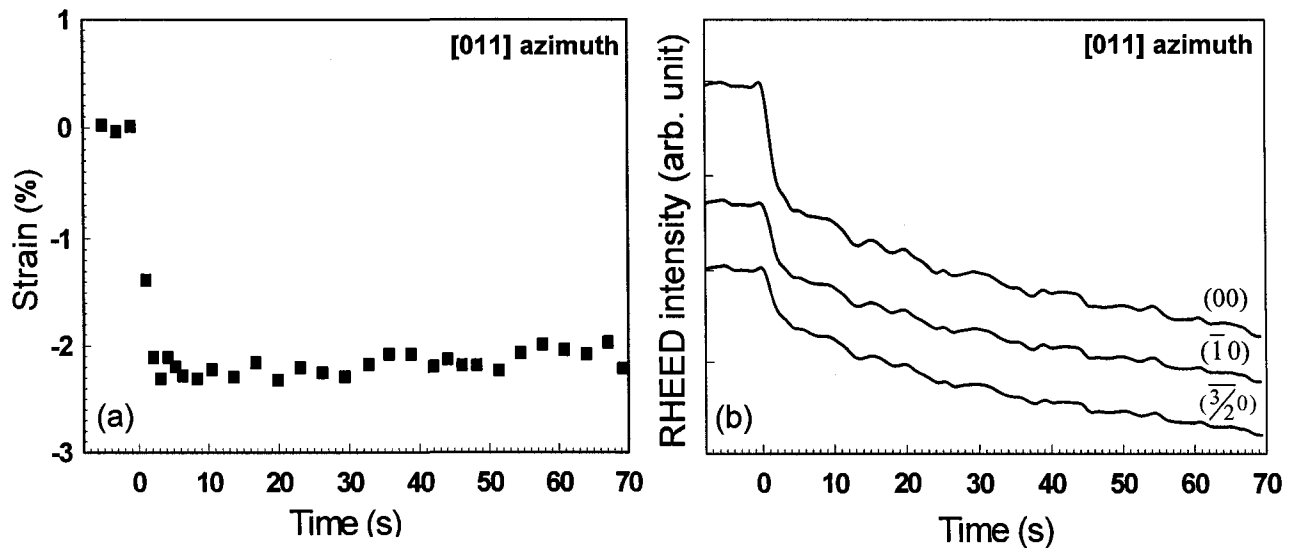 [011] azimuth
1
0
-1
-2
-3
Strain (%)
(a)
0 10 20 30 40 50 60 70
Time (s)
[011] azimuth
RHEED intensity (arb. unit)
(00)
(1̅0)
(3̅/̅2̅0)
(b)
0 10 20 30 40 50 60 70
Time (s)